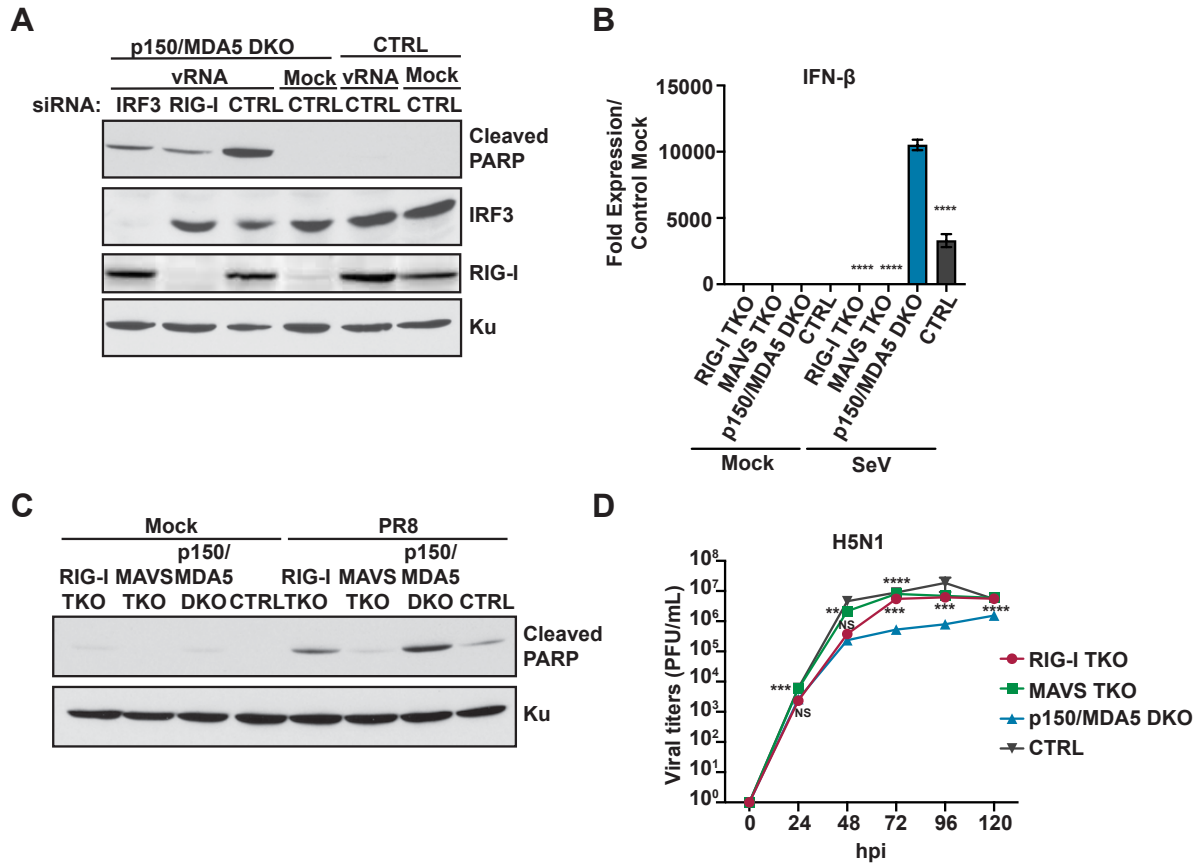 A
p150/MDA5 DKO CTRL
vRNA Mock vRNA Mock
siRNA: IRF3 RIG-I CTRL CTRL CTRL CTRL
Cleaved
PARP
IRF3
RIG-I
Ku
B
IFN-β
Fold Expression/
Control Mock
15000
10000
5000
0
****
**** ****
RIG-I TKO
MAVS TKO
p150/MDA5 DKO
CTRL
RIG-I TKO
MAVS TKO
p150/MDA5 DKO
CTRL
Mock SeV
C
Mock PR8
p150/ p150/
RIG-I MAVS MDA5 RIG-I MAVS MDA5
TKO TKO DKO CTRL TKO TKO DKO CTRL
Cleaved
PARP
Ku
D
H5N1
Viral titers (PFU/mL)
10⁸
10⁷
10⁶
10⁵
10⁴
10³
10²
10¹
10⁰
****
**
NS
*** *** ****
***
NS
0 24 48 72 96 120
hpi
RIG-I TKO
MAVS TKO
p150/MDA5 DKO
CTRL